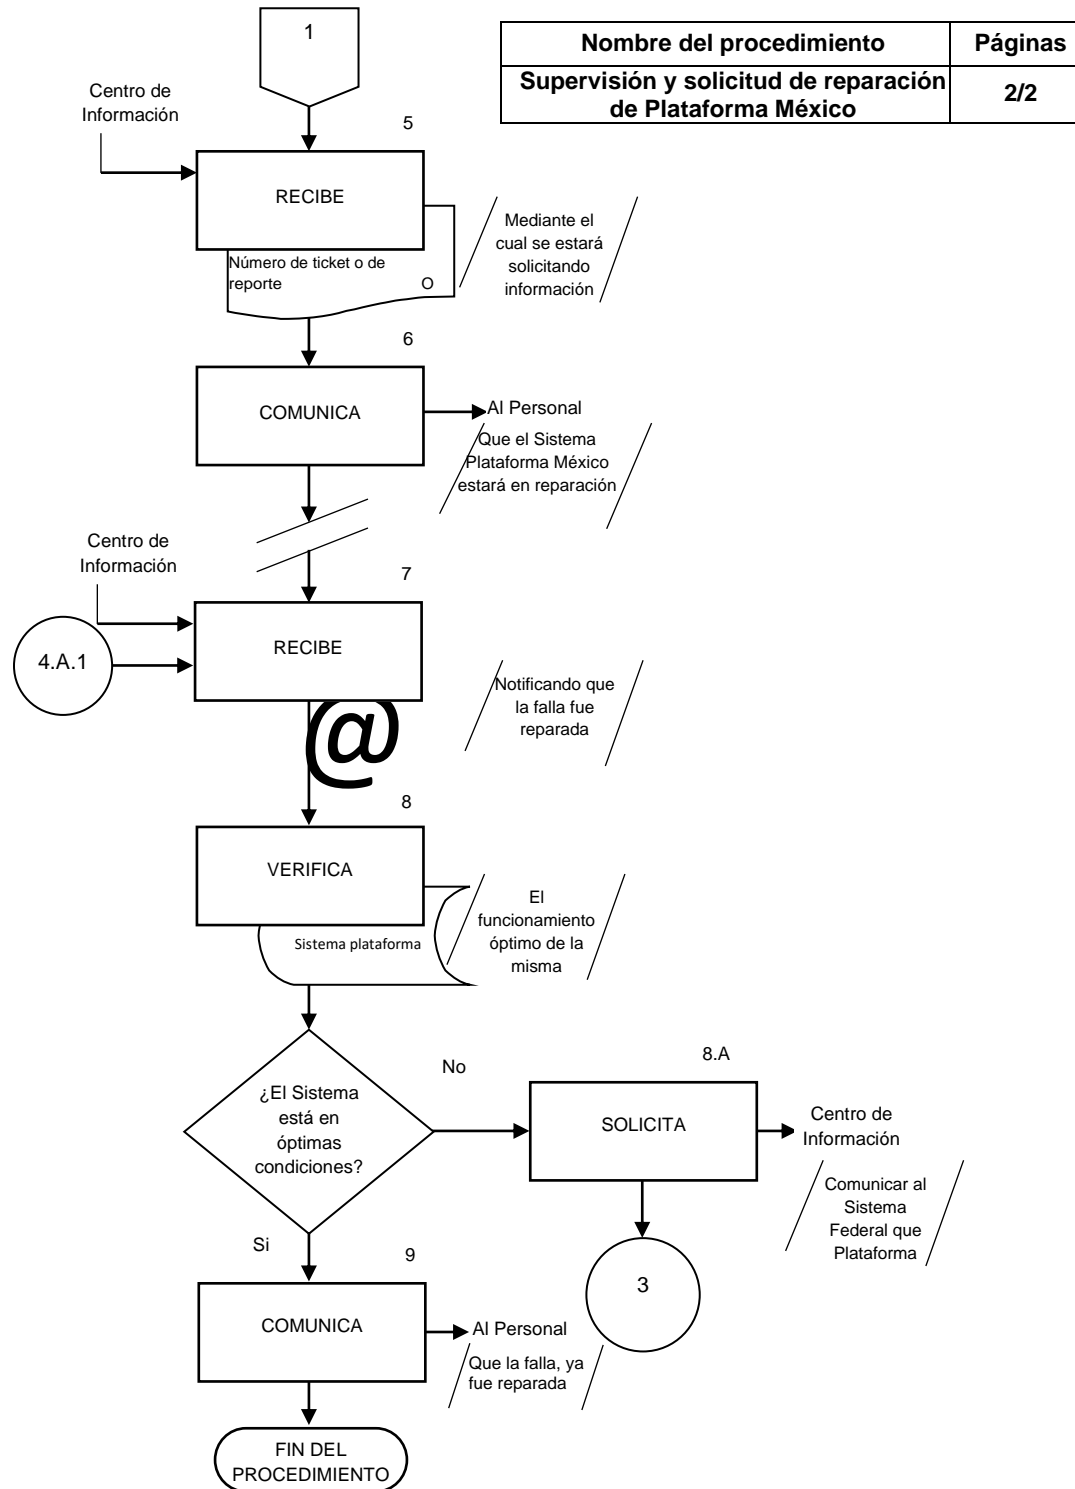 1
Nombre del procedimiento
Páginas
Supervisión y solicitud de reparación
de Plataforma México
2/2
Centro de
Información
5
RECIBE
Número de ticket o de
reporte
O
Mediante el
cual se estará
solicitando
información
6
COMUNICA
Al Personal
Que el Sistema
Plataforma México
estará en reparación
Centro de
Información
7
4.A.1
RECIBE
Notificando que
la falla fue
reparada
@
8
VERIFICA
Sistema plataforma
El
funcionamiento
óptimo de la
misma
¿El Sistema
está en
óptimas
condiciones?
No
8.A
SOLICITA
Centro de
Información
Comunicar al
Sistema
Federal que
Plataforma
3
Si
9
COMUNICA
Al Personal
Que la falla, ya
fue reparada
FIN DEL
PROCEDIMIENTO